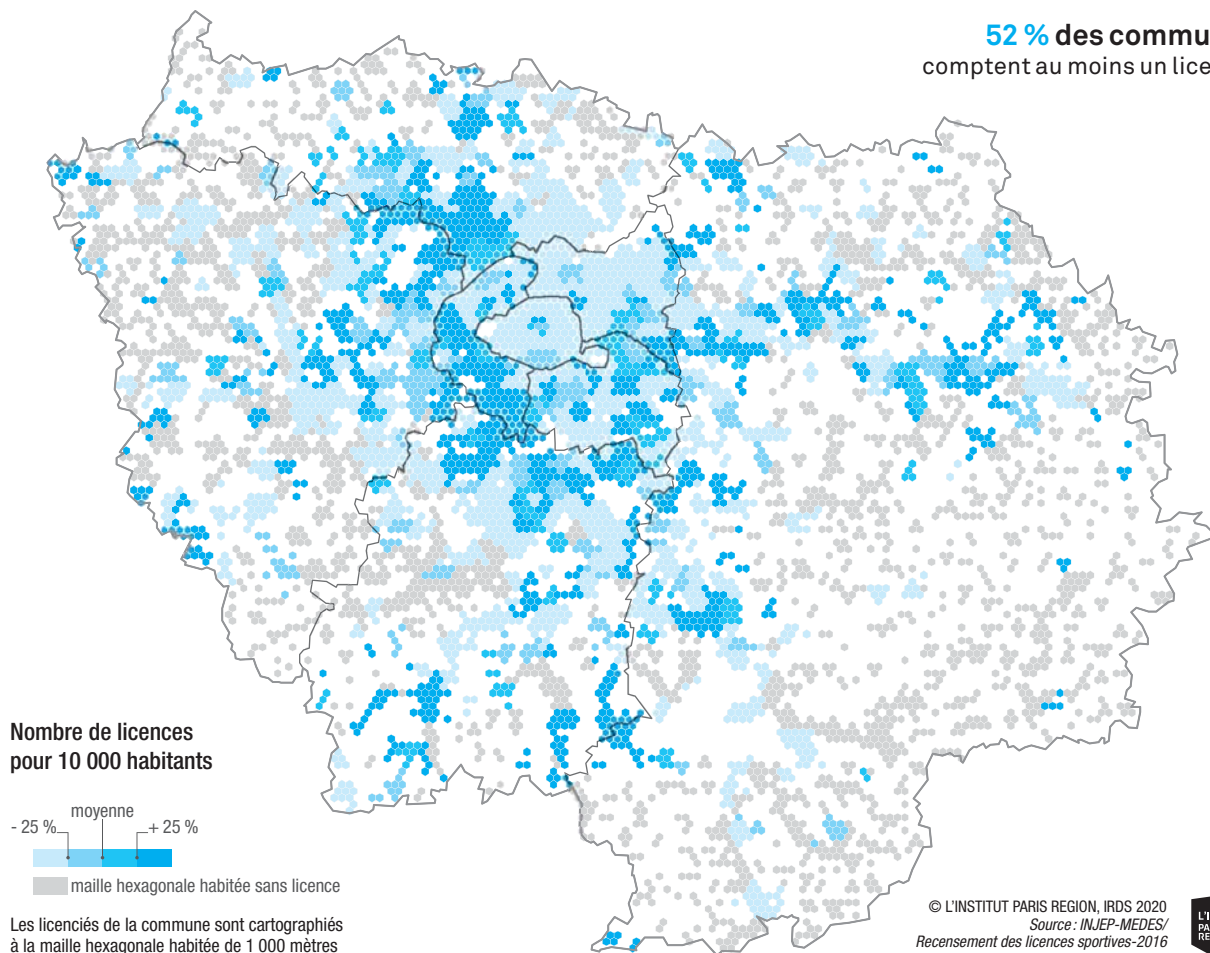 52 % des commu
comptent au moins un lice
Nombre de licences
pour 10 000 habitants
moyenne
- 25 % + 25 %
maille hexagonale habitée sans licence
Les licenciés de la commune sont cartographiés
à la maille hexagonale habitée de 1 000 mètres
© L'INSTITUT PARIS REGION, IRDS 2020
Source : INJEP-MEDES/
Recensement des licences sportives-2016
L'I
PA
RE